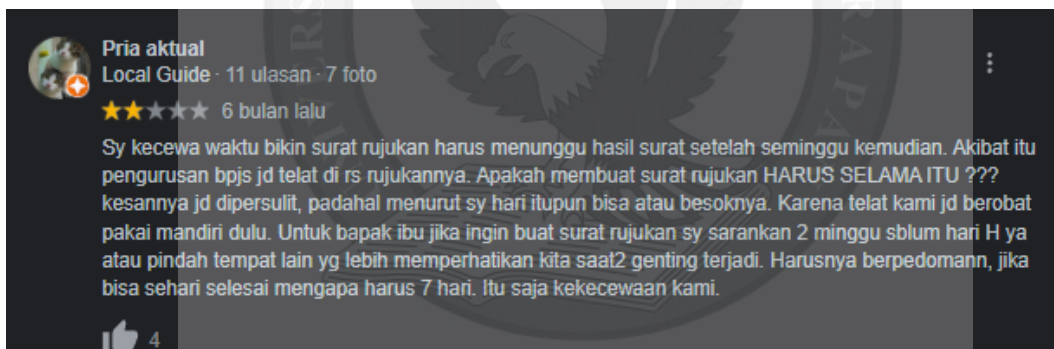 Pria aktual
Local Guide · 11 ulasan · 7 foto
6 bulan lalu
Sy kecewa waktu bikin surat rujukan harus menunggu hasil surat setelah seminggu kemudian. Akibat itu
pengurusan bpjs jd telat di rs rujukannya. Apakah membuat surat rujukan HARUS SELAMA ITU ???
kesannya jd dipersulit, padahal menurut sy hari itupun bisa atau besoknya. Karena telat kami jd berobat
pakai mandiri dulu. Untuk bapak ibu jika ingin buat surat rujukan sy sarankan 2 minggu sblum hari H ya
atau pindah tempat lain yg lebih memperhatikan kita saat2 genting terjadi. Harusnya berpedomann, jika
bisa sehari selesai mengapa harus 7 hari. Itu saja kekecewaan kami.
4